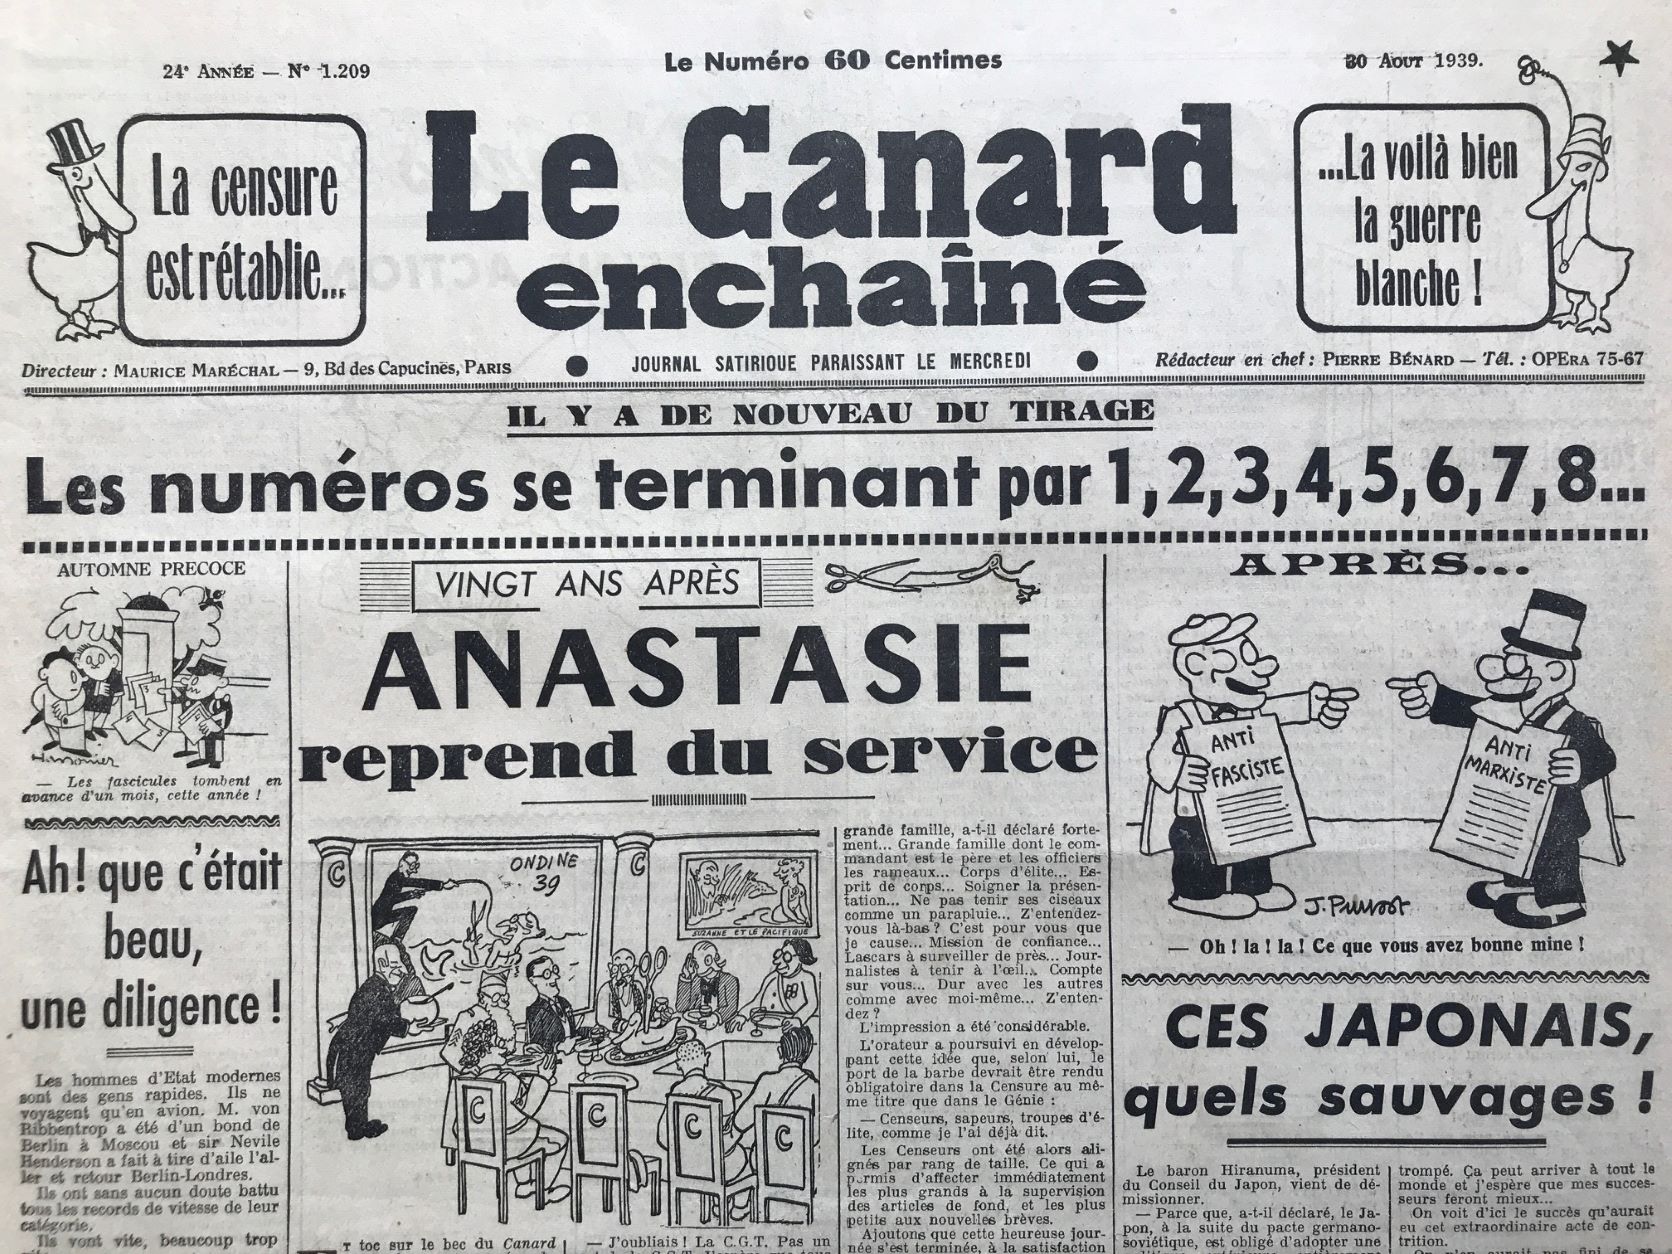 24e ANNÉE — No 1.209
Le Numéro 60 Centimes
30 AOUT 1939.
La censure
est rétablie...
Le Canard
enchaîné
...La voilà bien
la guerre
blanche !
Directeur : MAURICE MARÉCHAL — 9, Bd des Capucines, PARIS
JOURNAL SATIRIQUE PARAISSANT LE MERCREDI
Rédacteur en chef : PIERRE BÉNARD — Tél. : OPEra 75-67
IL Y A DE NOUVEAU DU TIRAGE
Les numéros se terminant par 1, 2, 3, 4, 5, 6, 7, 8...
AUTOMNE PRECOCE
H. Monier
— Les fascicules tombent en
avance d'un mois, cette année !
Ah ! que c'était
beau,
une diligence !
Les hommes d'Etat modernes
sont des gens rapides. Ils ne
voyagent qu'en avion. M. von
Ribbentrop a été d'un bond de
Berlin à Moscou et sir Nevile
Henderson a fait à tire d'aile l'al-
ler et retour Berlin-Londres.
Ils ont sans aucun doute battu
tous les records de vitesse de leur
catégorie.
Ils vont vite, beaucoup trop
VINGT ANS APRÈS
ANASTASIE
reprend du service
C
ONDINE
39
C
SUZANNE ET LE PACIFIQUE
C
C
C
C
T toc sur le bec du Canard
— J'oubliais ! La C.G.T. Pas un
grande famille, a-t-il déclaré forte-
ment... Grande famille dont le com-
mandant est le père et les officiers
les rameaux... Corps d'élite... Es-
prit de corps... Soigner la présen-
tation... Ne pas tenir ses ciseaux
comme un parapluie... Z'entendez-
vous là-bas ? C'est pour vous que
je cause... Mission de confiance...
Lascars à surveiller de près... Jour-
nalistes à tenir à l'œil... Compte
sur vous... Dur avec les autres
comme avec moi-même... Z'enten-
dez ?
L'impression a été considérable.
L'orateur a poursuivi en dévelop-
pant cette idée que, selon lui, le
port de la barbe devrait être rendu
obligatoire dans la Censure au mê-
me titre que dans le Génie :
— Censeurs, sapeurs, troupes d'é-
lite, comme je l'ai déjà dit.
Les Censeurs ont été alors ali-
gnés par rang de taille. Ce qui a
permis d'affecter immédiatement
les plus grands à la supervision
des articles de fond, et les plus
petits aux nouvelles brèves.
Ajoutons que cette heureuse jour-
née s'est terminée, à la satisfaction
APRÈS...
ANTI
FASCISTE
ANTI
MARXISTE
J. Pruvost
— Oh ! la ! la ! Ce que vous avez bonne mine !
CES JAPONAIS,
quels sauvages !
Le baron Hiranuma, président
du Conseil du Japon, vient de dé-
missionner.
— Parce que, a-t-il déclaré, le Ja-
pon, à la suite du pacte germano-
soviétique, est obligé d'adopter une
trompé. Ça peut arriver à tout le
monde et j'espère que mes succes-
seurs feront mieux...
On voit d'ici le succès qu'aurait
eu cet extraordinaire acte de con-
trition.